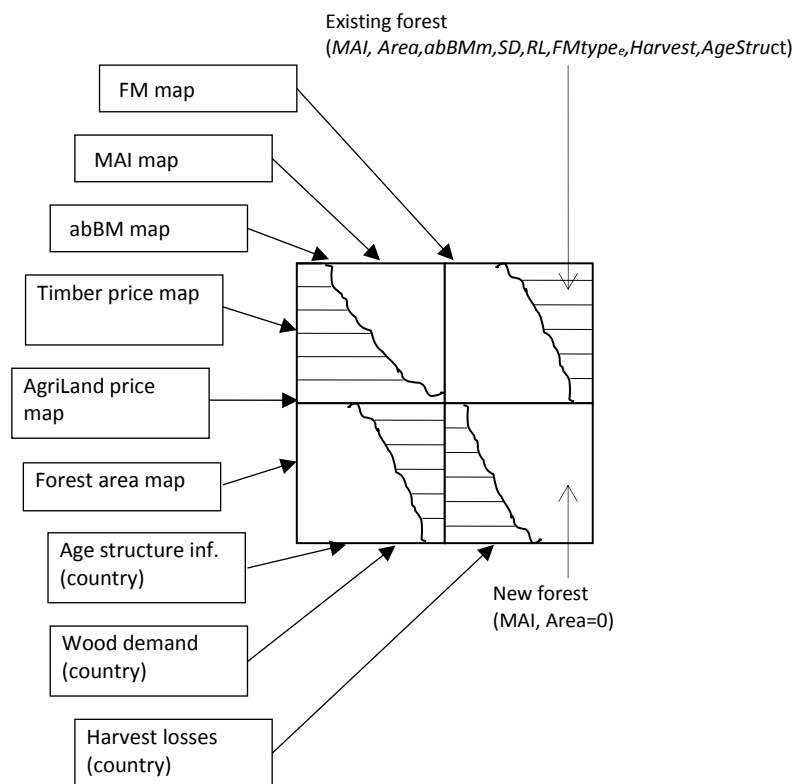 Existing forest
(MAI, Area,abBMm,SD,RL,FMtypeₑ,Harvest,AgeStruct)
FM map
MAI map
abBM map
Timber price map
AgriLand price
map
Forest area map
Age structure inf.
(country)
New forest
(MAI, Area=0)
Wood demand
(country)
Harvest losses
(country)